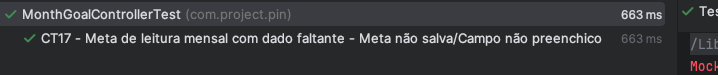 MonthGoalControllerTest (com.project.pin) 663 ms
CT17 - Meta de leitura mensal com dado faltante - Meta não salva/Campo não preenchico 663 ms
Tes
/Lib
Mock